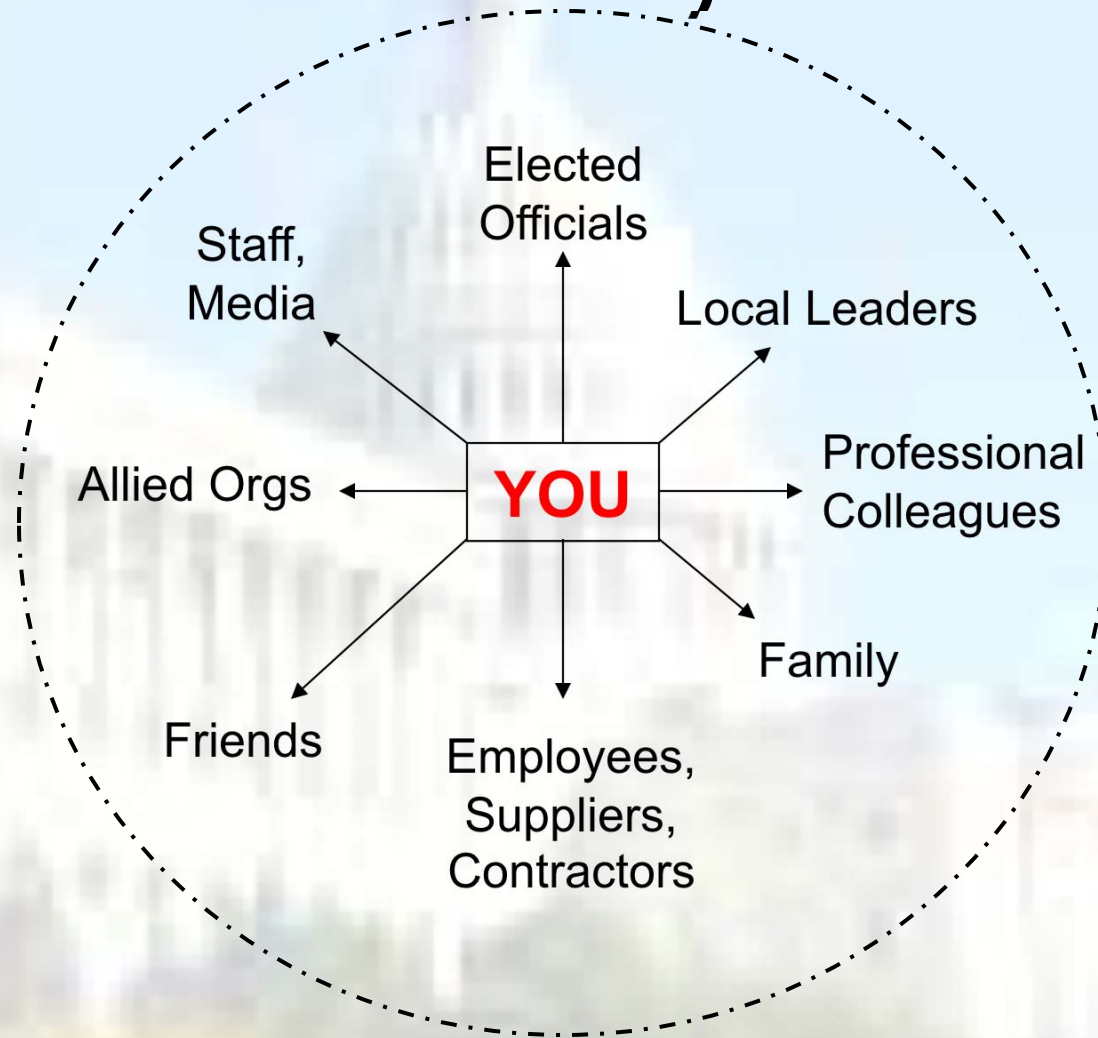 Elected
Officials
Staff,
Media
Local Leaders
YOU
Allied Orgs
Professional
Colleagues
Family
Friends
Employees,
Suppliers,
Contractors